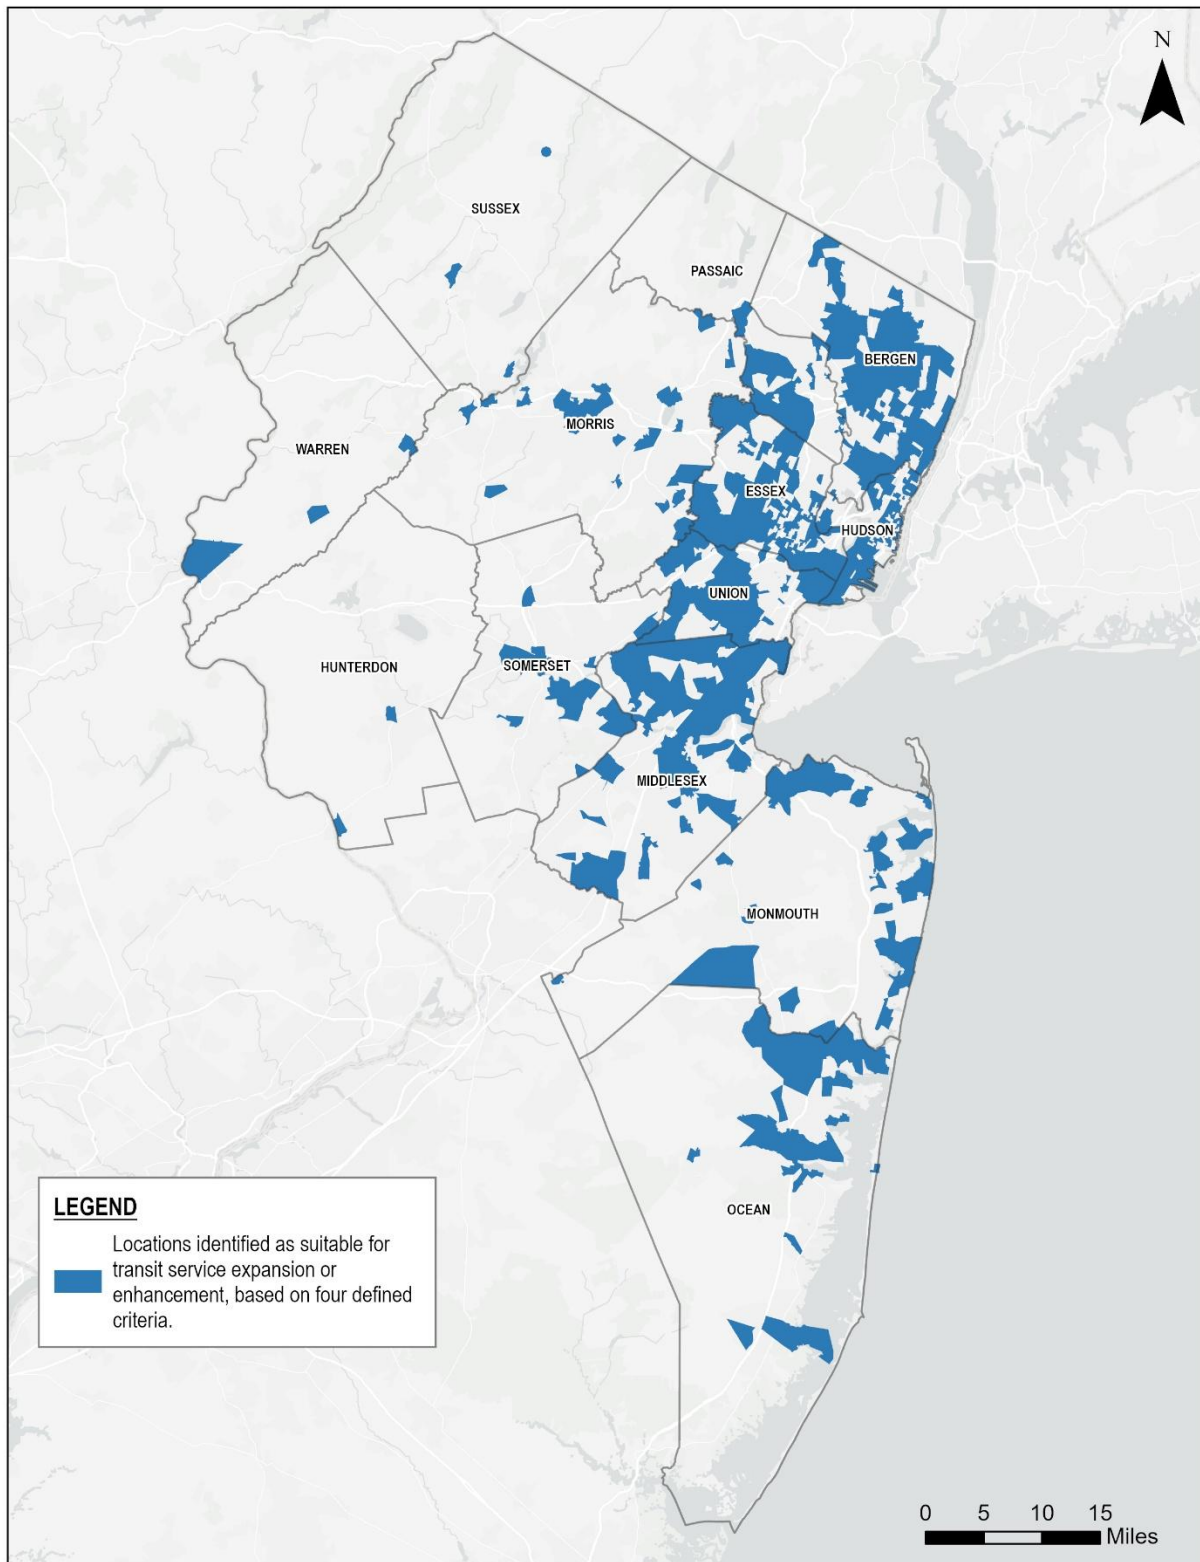 N
SUSSEX
PASSAIC
BERGEN
MORRIS
WARREN
ESSEX
HUDSON
UNION
HUNTERDON
SOMERSET
MIDDLESEX
MONMOUTH
OCEAN
LEGEND
Locations identified as suitable for
transit service expansion or
enhancement, based on four defined
criteria.
0 5 10 15
Miles